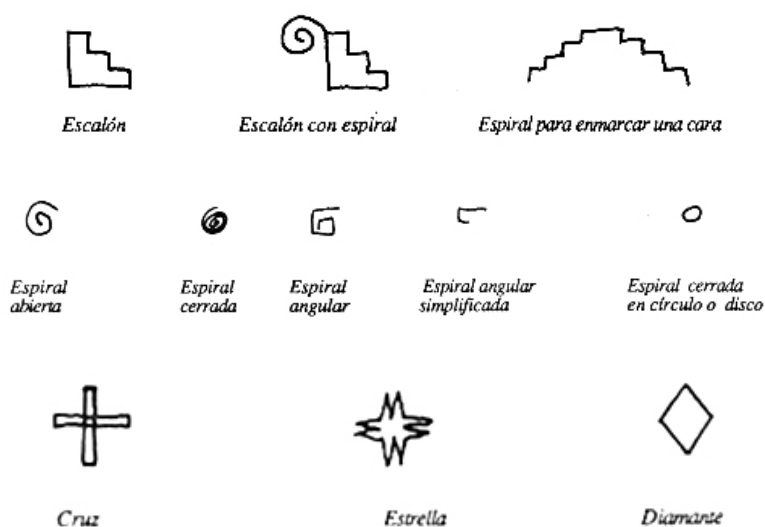 Escalón
Escalón con espiral
Espiral para enmarcar una cara
Espiral
abierta
Espiral
cerrada
Espiral
angular
Espiral angular
simplificada
Espiral cerrada
en círculo o disco
Cruz
Estrella
Diamante